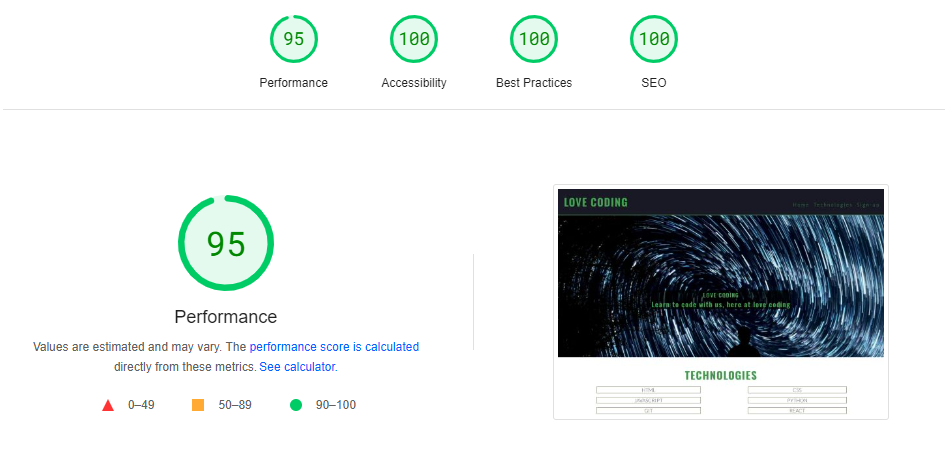 95 100 100 100
Performance Accessibility Best Practices SEO
95
Performance
Values are estimated and may vary. The performance score is calculated
directly from these metrics. See calculator.
0–49 50–89 90–100
LOVE CODING
Home Technologies Sign up
LOVE CODING
Learn to code with us, here at love coding
TECHNOLOGIES
HTML CSS
JAVASCRIPT PYTHON
GIT REACT